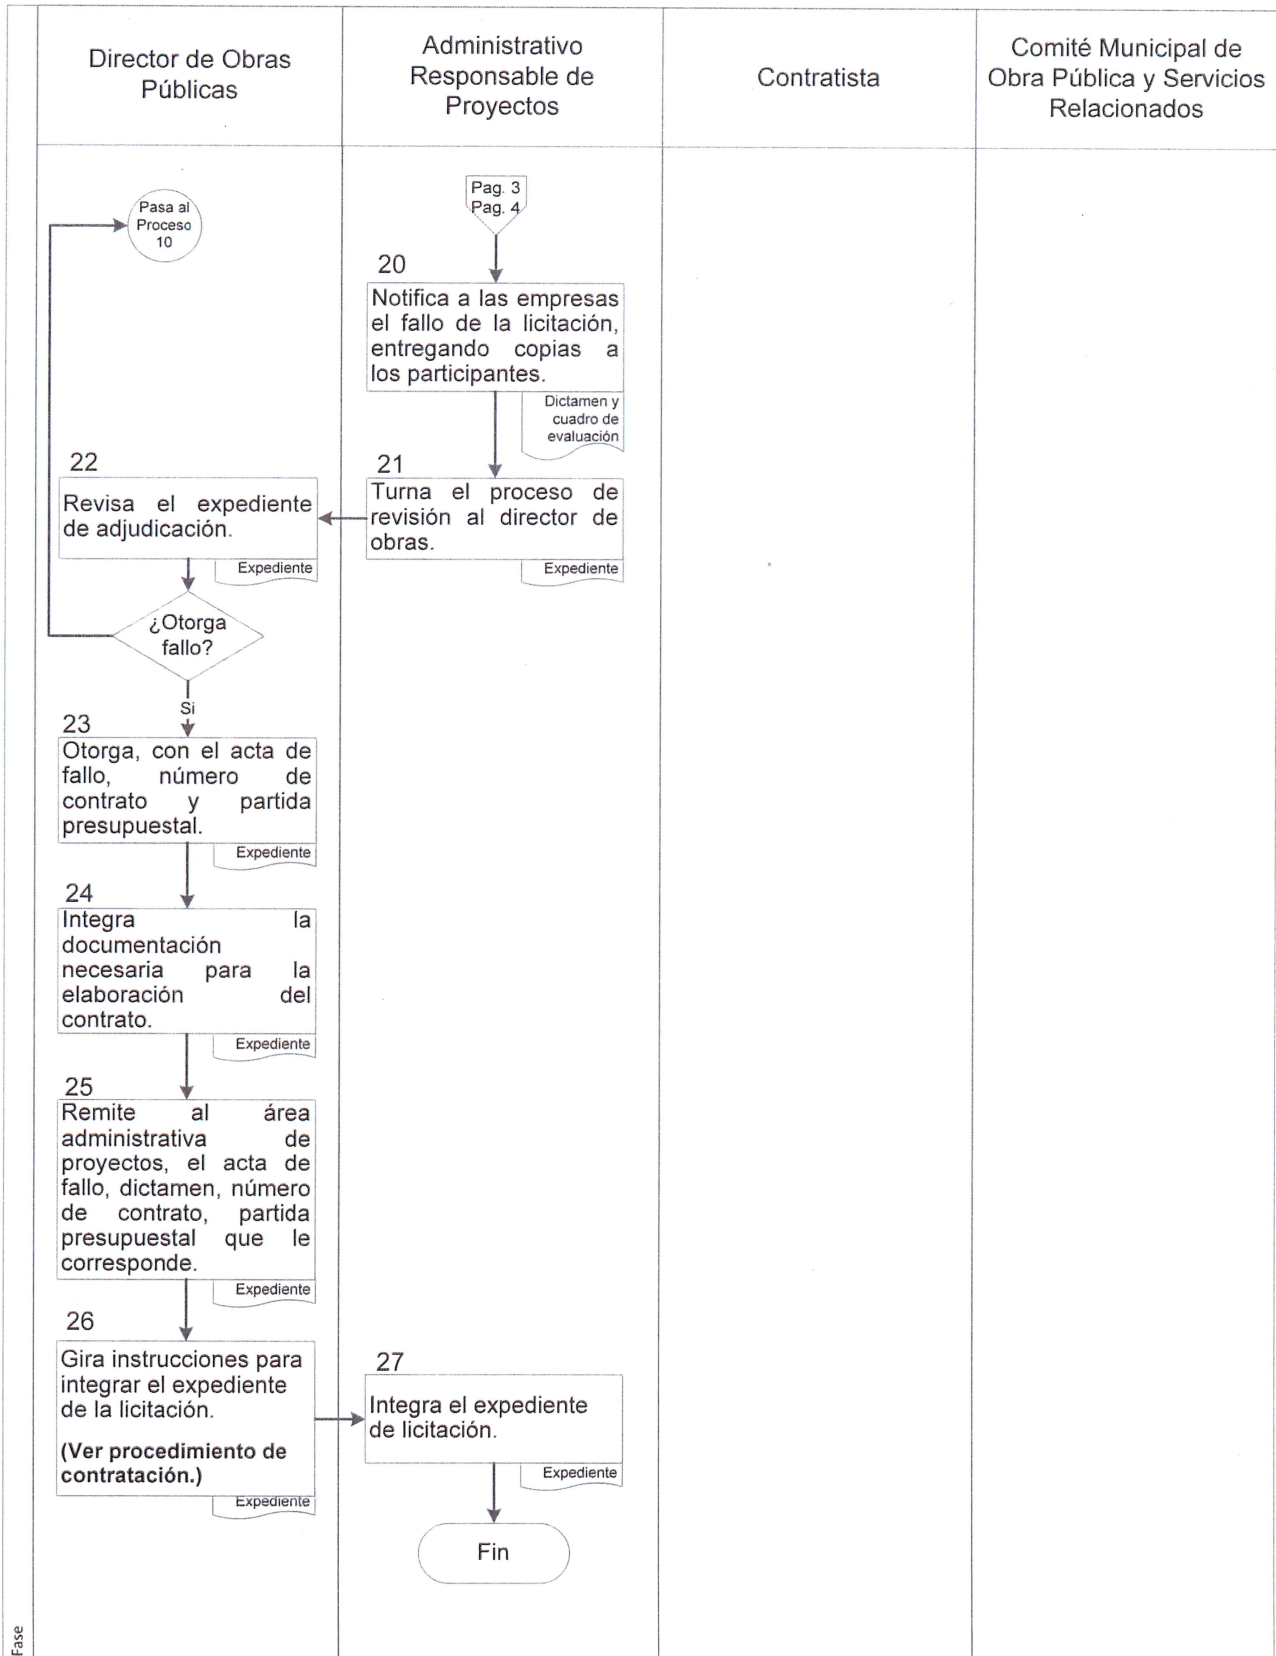 Director de Obras
Públicas
Administrativo
Responsable de
Proyectos
Contratista
Comité Municipal de
Obra Pública y Servicios
Relacionados
Pasa al
Proceso
10
Pag. 3
Pag. 4
20
Notifica a las empresas
el fallo de la licitación,
entregando copias a
los participantes.
Dictamen y
cuadro de
evaluación
22
Revisa el expediente
de adjudicación.
Expediente
21
Turna el proceso de
revisión al director de
obras.
Expediente
¿Otorga
fallo?
Si
23
Otorga, con el acta de
fallo, número de
contrato y partida
presupuestal.
Expediente
24
Integra la
documentación
necesaria para la
elaboración del
contrato.
Expediente
25
Remite al área
administrativa de
proyectos, el acta de
fallo, dictamen, número
de contrato, partida
presupuestal que le
corresponde.
Expediente
26
Gira instrucciones para
integrar el expediente
de la licitación.
(Ver procedimiento de
contratación.)
Expediente
27
Integra el expediente
de licitación.
Expediente
Fin
Fase